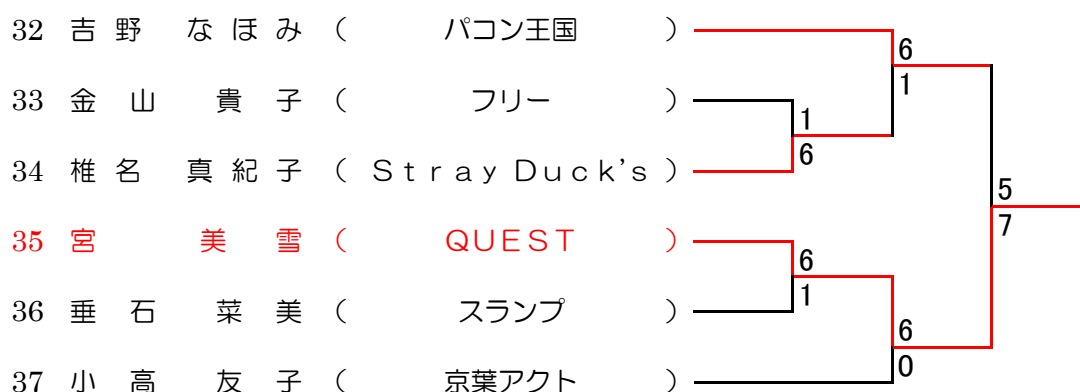 32 吉野 なほみ ( パコン王国 ) 6
1
33 金山 貴子 ( フリー ) 1
6
34 椎名 真紀子 ( Stray Duck's ) 5
7
35 宮 美雪 ( QUEST ) 6
1
36 垂石 菜美 ( スランプ ) 6
0
37 小高 友子 ( 京葉アクト )